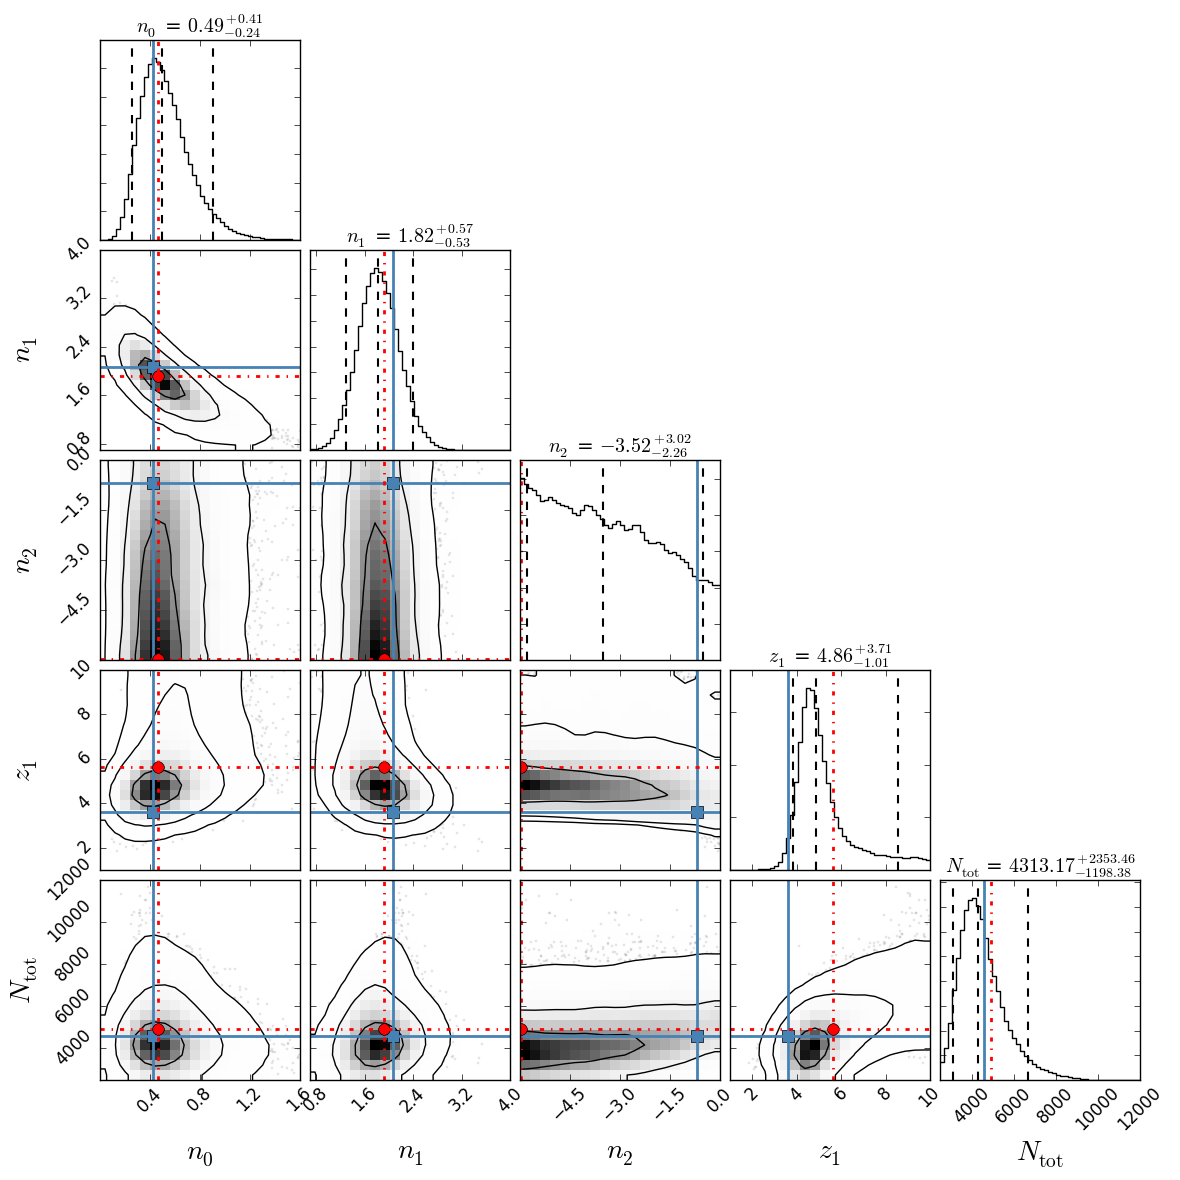 n₀ = 0.49⁺⁰·⁴¹₋₀.₂₄
4.0
3.2
2.4
1.6
0.8
n₁
n₁ = 1.82⁺⁰·⁵⁷₋₀.₅₃
0.0
−1.5
−3.0
−4.5
n₂
n₂ = −3.52⁺³·⁰²₋₂.₂₆
10
8
6
4
2
z₁
z₁ = 4.86⁺³·⁷¹₋₁.₀₁
12000
10000
8000
6000
4000
N_tot
N_tot = 4313.17⁺²³⁵³·⁴⁶₋₁₁₉₈.₃₈
0.4 0.8 1.2 1.6
0.8 1.6 2.4 3.2 4.0
−4.5 −3.0 −1.5 0.0
2 4 6 8 10
4000 6000 8000 10000 12000
n₀ n₁ n₂ z₁ N_tot